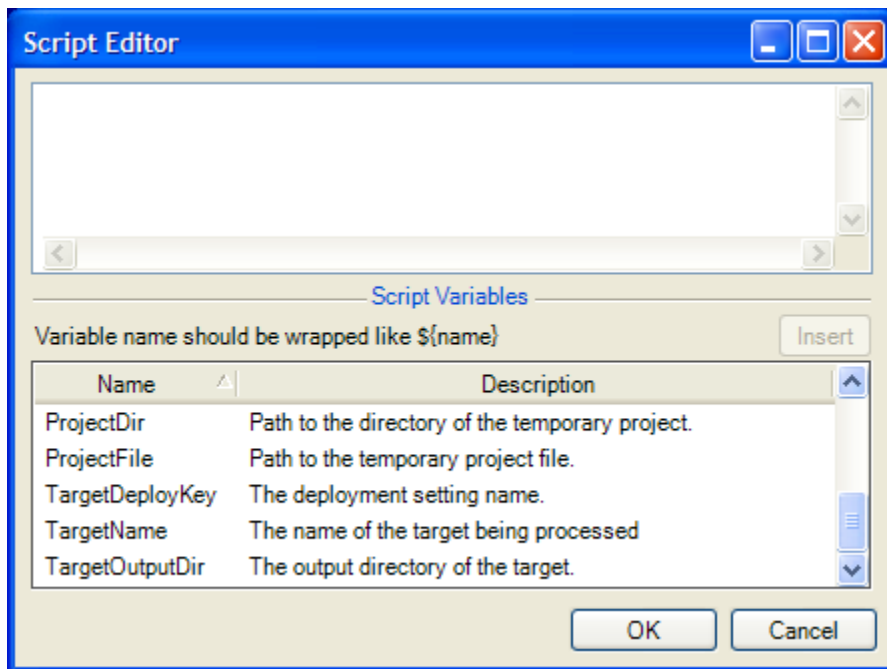 Script Editor
Script Variables
Variable name should be wrapped like ${name}
Insert
Name Description
ProjectDir Path to the directory of the temporary project.
ProjectFile Path to the temporary project file.
TargetDeployKey The deployment setting name.
TargetName The name of the target being processed
TargetOutputDir The output directory of the target.
OK Cancel